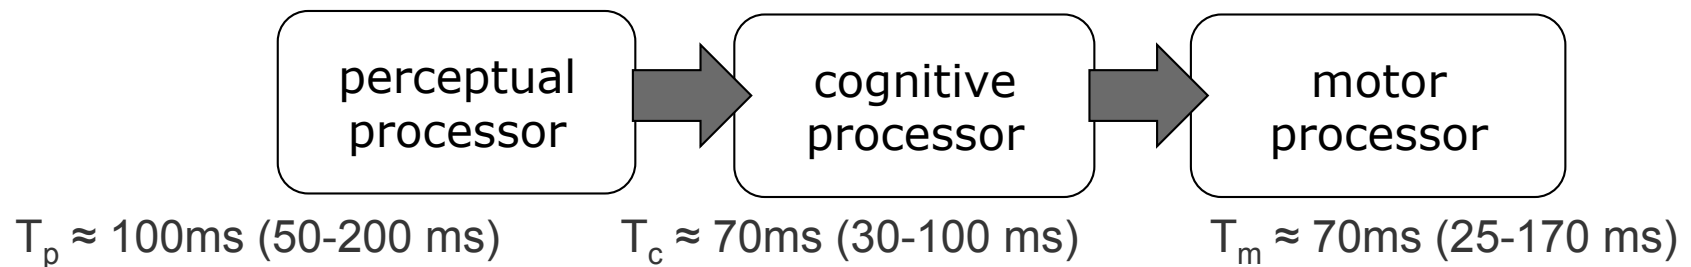 perceptual
processor
cognitive
processor
motor
processor
Tp ≈ 100ms (50-200 ms)
Tc ≈ 70ms (30-100 ms)
Tm ≈ 70ms (25-170 ms)